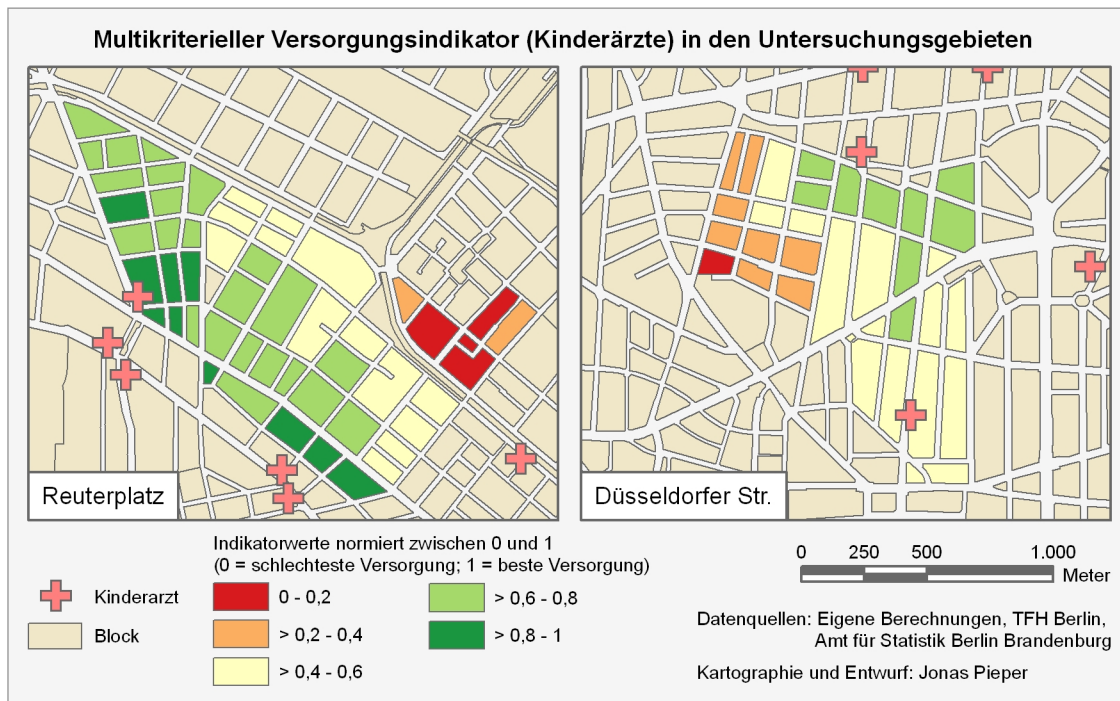 Multikriterieller Versorgungsindikator (Kinderärzte) in den Untersuchungsgebieten
Reuterplatz
Düsseldorfer Str.
Indikatorwerte normiert zwischen 0 und 1
(0 = schlechteste Versorgung; 1 = beste Versorgung)
Kinderarzt
Block
0 - 0,2
> 0,2 - 0,4
> 0,4 - 0,6
> 0,6 - 0,8
> 0,8 - 1
0 250 500 1.000
Meter
Datenquellen: Eigene Berechnungen, TFH Berlin,
Amt für Statistik Berlin Brandenburg
Kartographie und Entwurf: Jonas Pieper